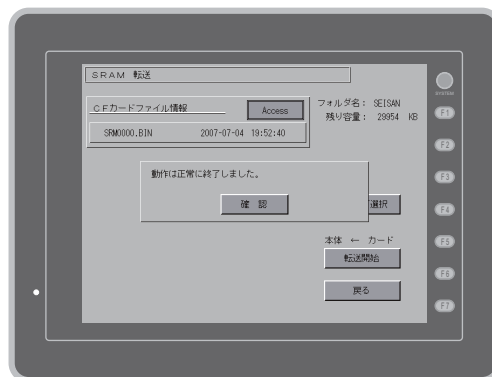 SRAM 転送
CFカードファイル情報
Access
フォルダ名： SEISAN
残り容量： 29954 KB
SRM0000.BIN 2007-07-04 19:52:40
動作は正常に終了しました。
確 認
選択
本体 ← カード
転送開始
戻る
SYSTEM
F1
F2
F3
F4
F5
F6
F7